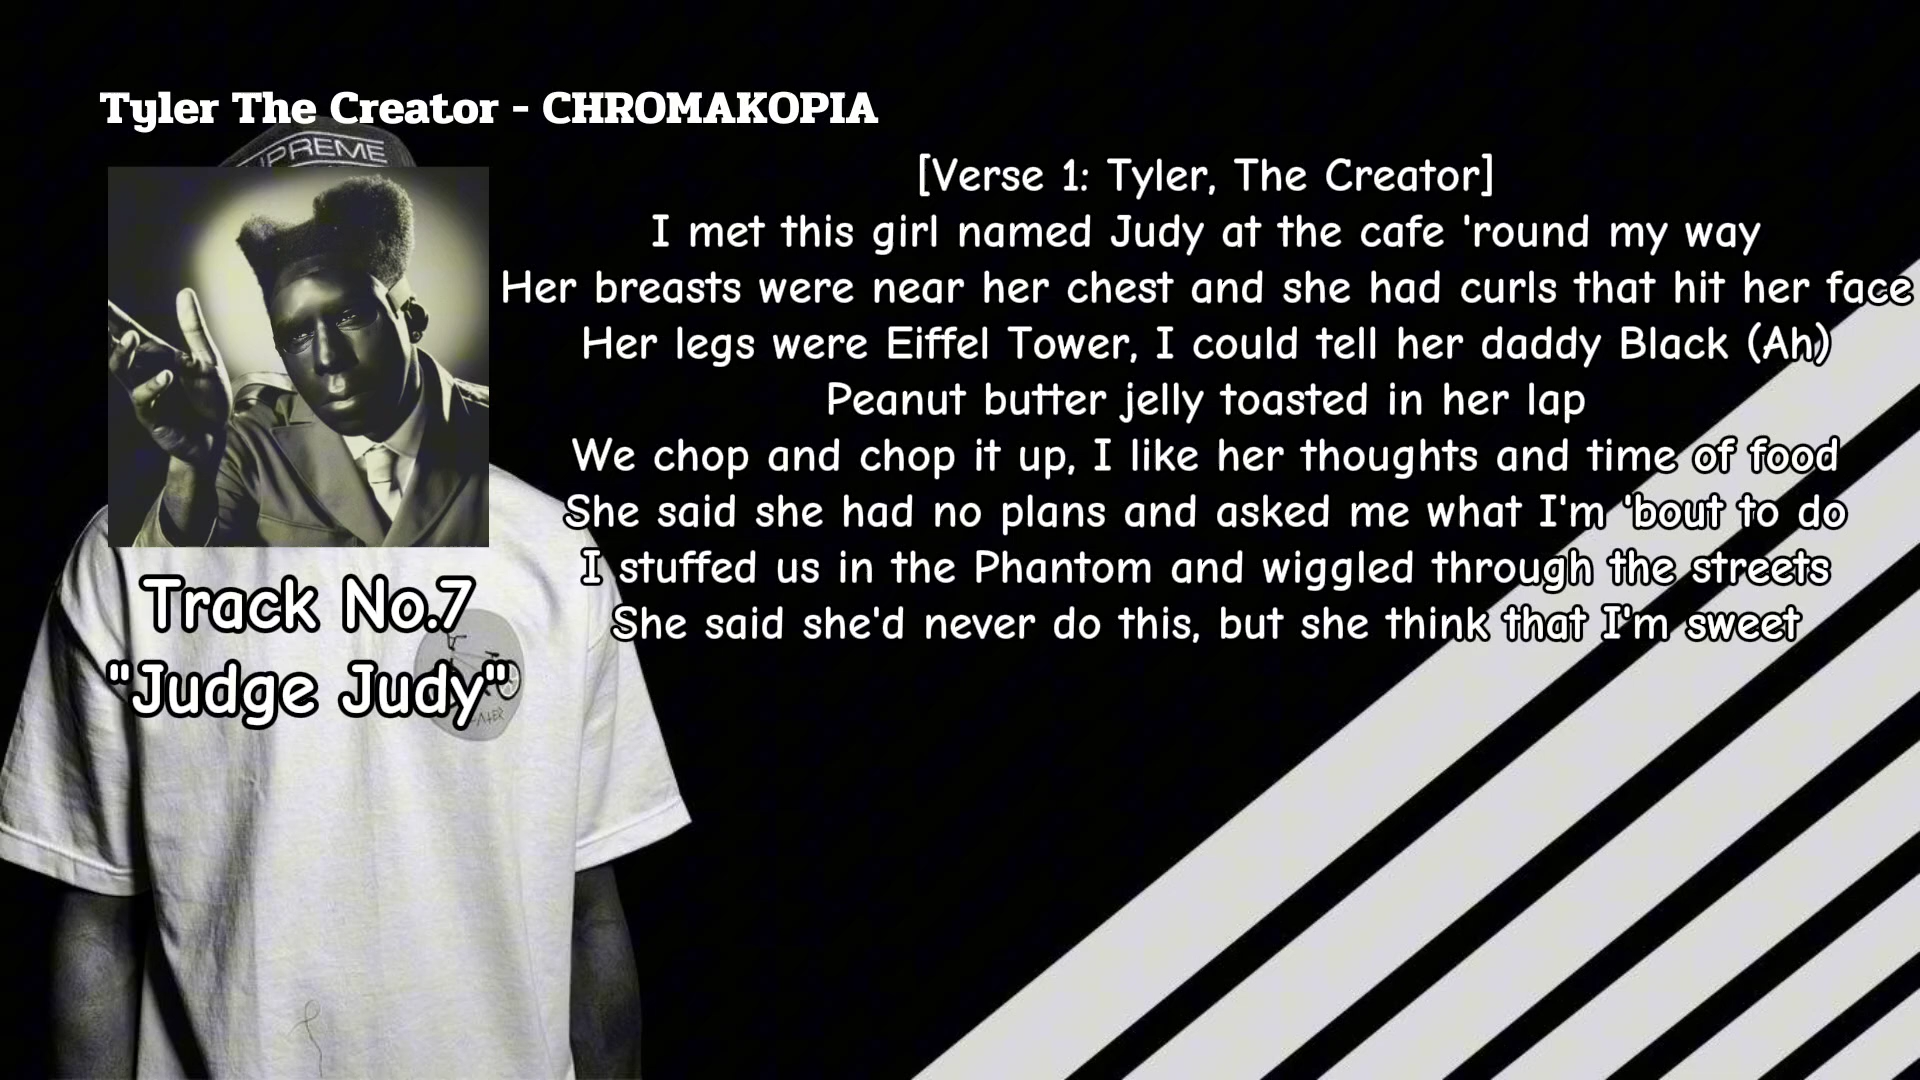 Tyler The Creator - CHROMAKOPIA
UPREME
[Verse 1: Tyler, The Creator]
I met this girl named Judy at the cafe 'round my way
Her breasts were near her chest and she had curls that hit her face
Her legs were Eiffel Tower, I could tell her daddy Black (Ah)
Peanut butter jelly toasted in her lap
We chop and chop it up, I like her thoughts and time of food
She said she had no plans and asked me what I'm 'bout to do
I stuffed us in the Phantom and wiggled through the streets
She said she'd never do this, but she think that I'm sweet
Track No.7
"Judge Judy"